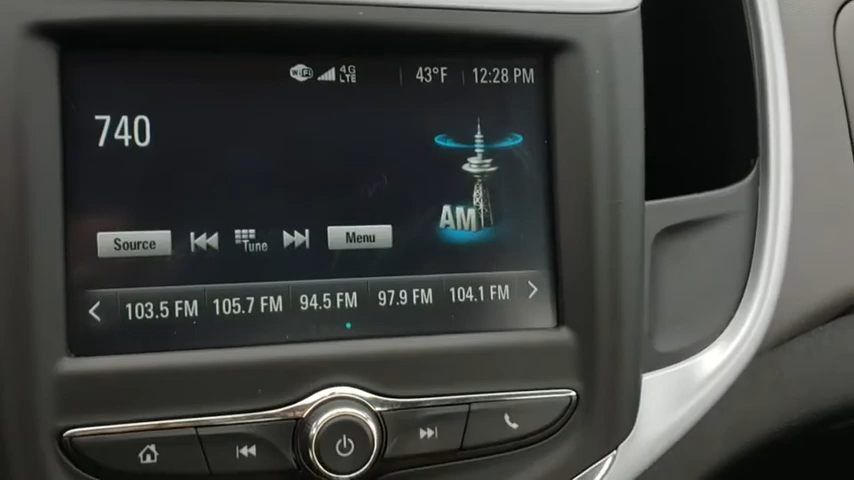 WiFi 4G LTE 43°F 12:28 PM
740
AM
Source Tune Menu
103.5 FM 105.7 FM 94.5 FM 97.9 FM 104.1 FM